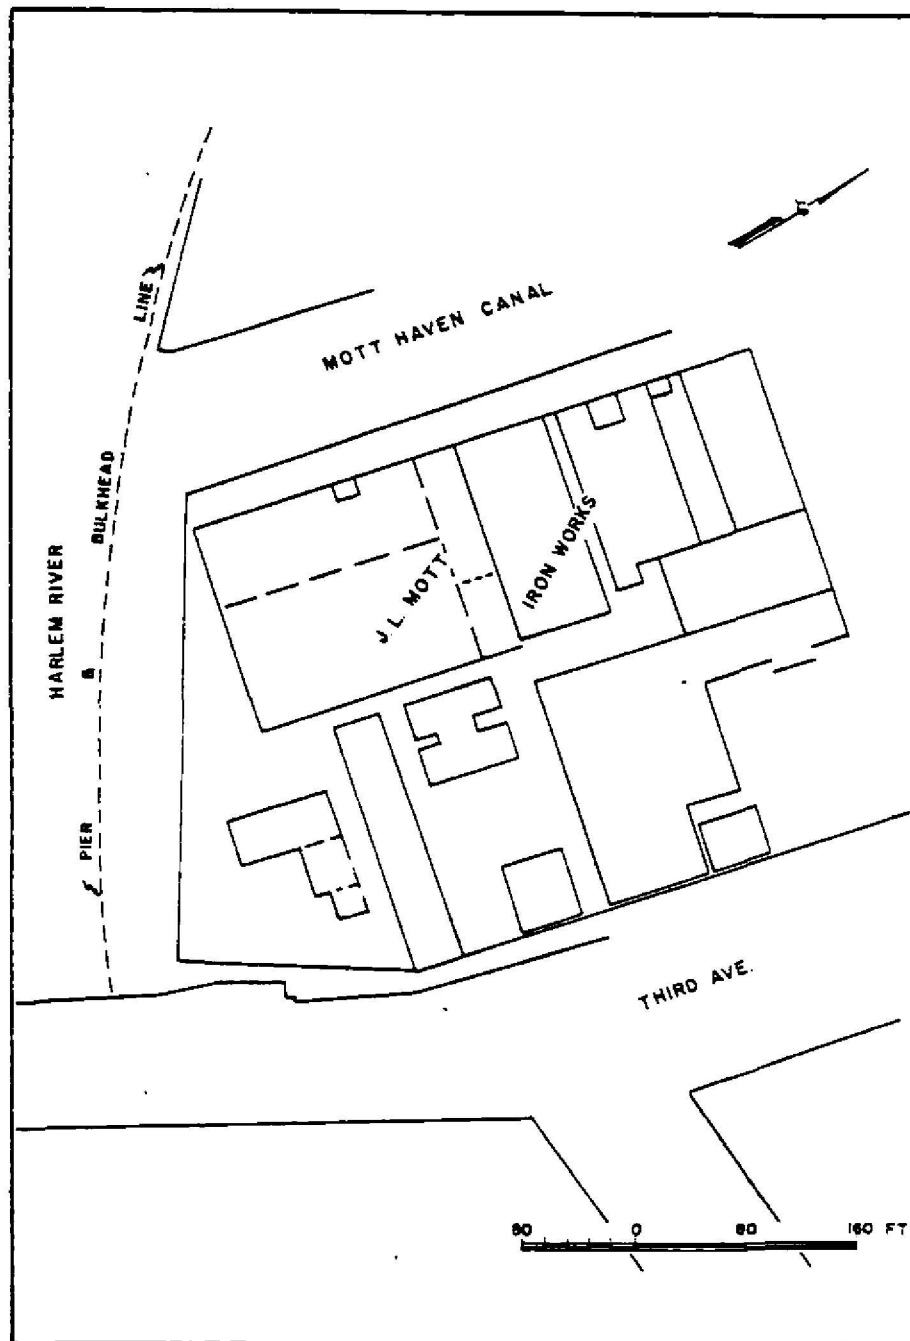 MOTT HAVEN CANAL
HARLEM RIVER
PIER & BULKHEAD LINE
J. L. MOTT IRON WORKS
THIRD AVE.
80 0 80 160 FT